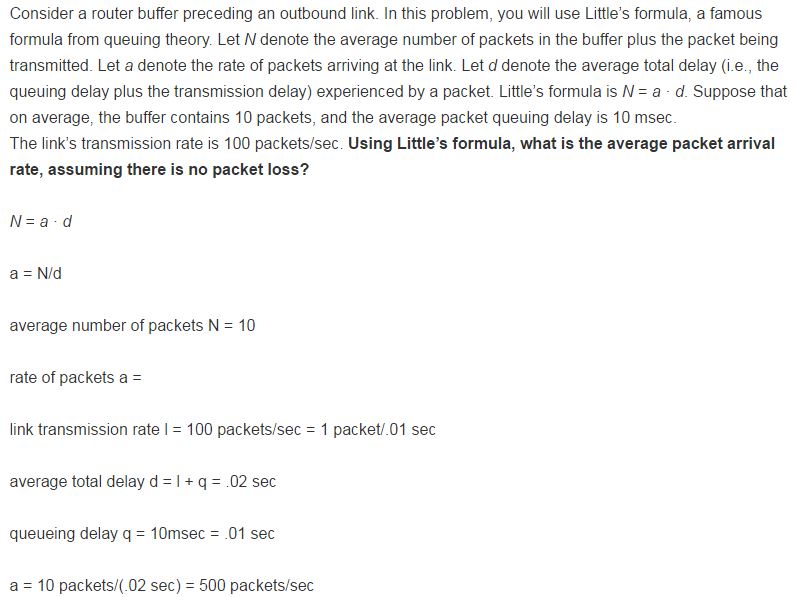 Consider a router buffer preceding an outbound link. In this problem, you will use Little’s formula, a famous
formula from queuing theory. Let N denote the average number of packets in the buffer plus the packet being
transmitted. Let a denote the rate of packets arriving at the link. Let d denote the average total delay (i.e., the
queuing delay plus the transmission delay) experienced by a packet. Little’s formula is N = a · d. Suppose that
on average, the buffer contains 10 packets, and the average packet queuing delay is 10 msec.
The link’s transmission rate is 100 packets/sec. Using Little’s formula, what is the average packet arrival
rate, assuming there is no packet loss?
N = a · d
a = N/d
average number of packets N = 10
rate of packets a =
link transmission rate l = 100 packets/sec = 1 packet/.01 sec
average total delay d = l + q = .02 sec
queueing delay q = 10msec = .01 sec
a = 10 packets/(.02 sec) = 500 packets/sec